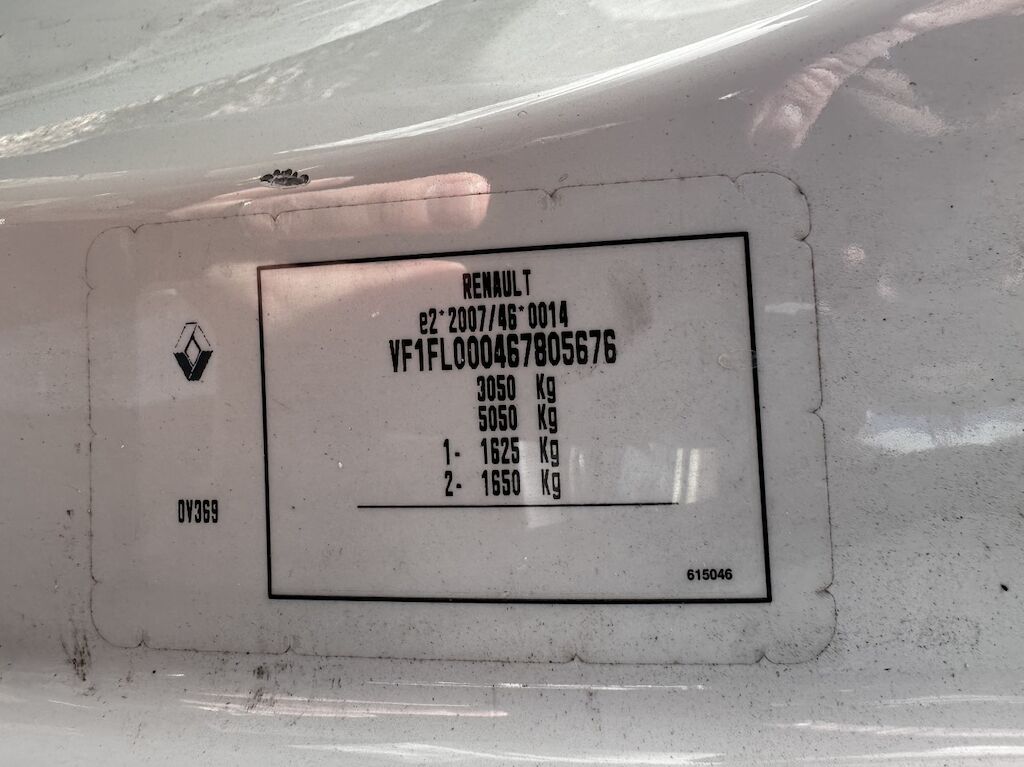 RENAULT
e2*2007/46*0014
VF1FL000467805676
3050 Kg
5050 Kg
1- 1625 Kg
2- 1650 Kg
0V369
615046